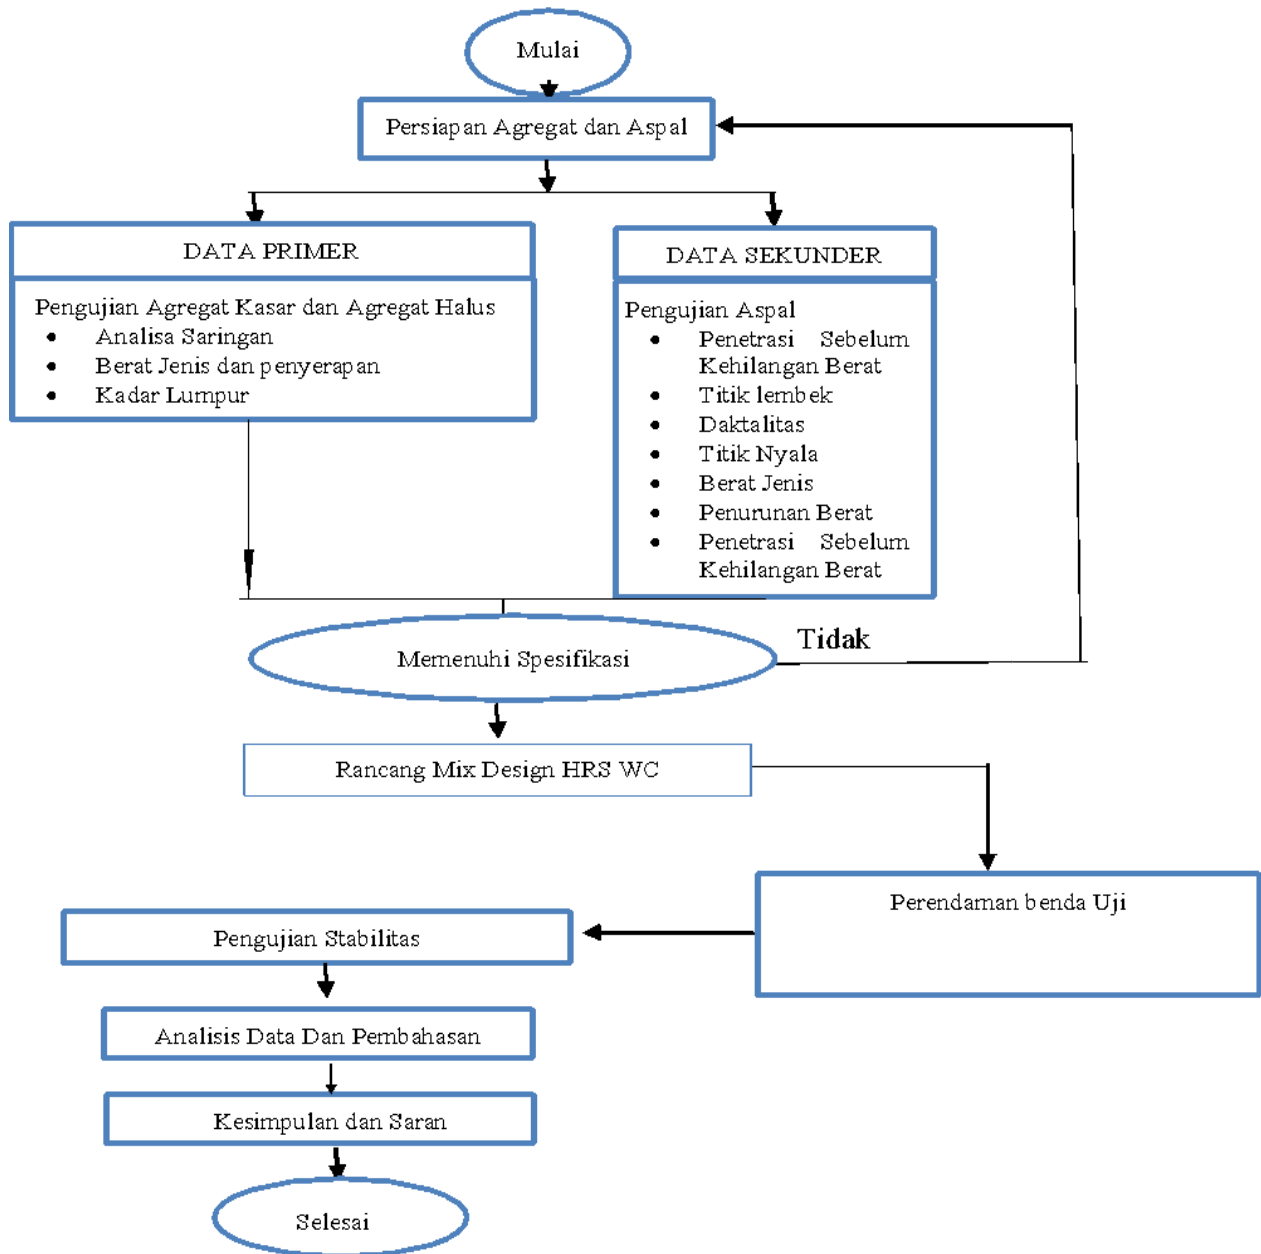 Mulai
Persiapan Agregat dan Aspal
DATA PRIMER
Pengujian Agregat Kasar dan Agregat Halus
• Analisa Saringan
• Berat Jenis dan penyerapan
• Kadar Lumpur
DATA SEKUNDER
Pengujian Aspal
• Penetrasi Sebelum
Kehilangan Berat
• Titik lembek
• Daktalitas
• Titik Nyala
• Berat Jenis
• Penurunan Berat
• Penetrasi Sebelum
Kehilangan Berat
Memenuhi Spesifikasi
Tidak
Rancang Mix Design HRS WC
Perendaman benda Uji
Pengujian Stabilitas
Analisis Data Dan Pembahasan
Kesimpulan dan Saran
Selesai